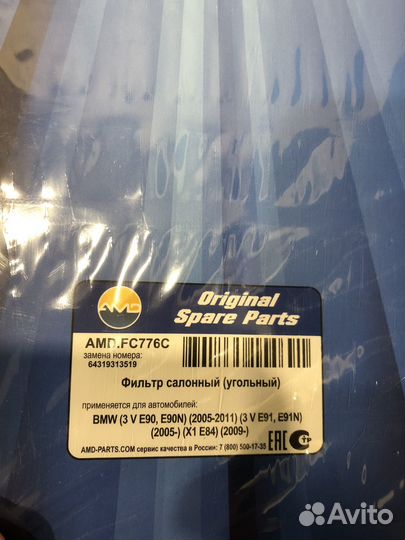 AMD
Original
Spare Parts
AMD.FC776C
замена номера:
64319313519
Фильтр салонный (угольный)
применяется для автомобилей:
BMW (3 V E90, E90N) (2005-2011) (3 V E91, E91N)
(2005-) (X1 E84) (2009-)
AMD-PARTS.COM сервис качества в России: 7 (800) 500-17-35
EAC
СТР
Avito